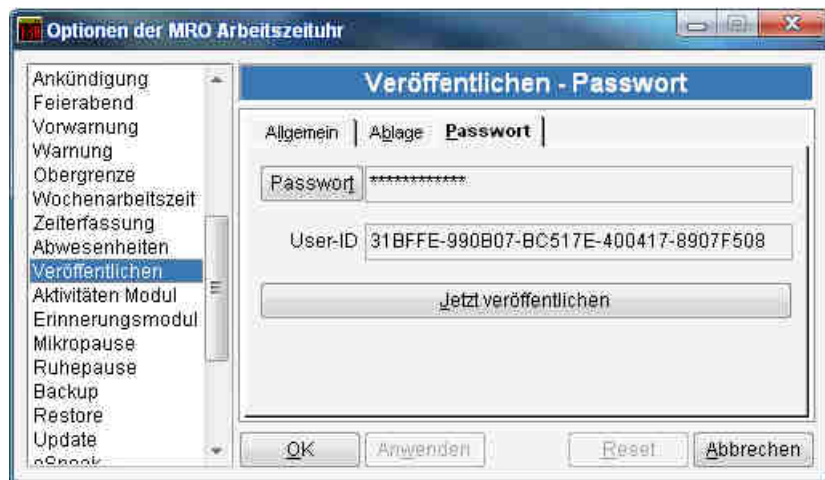 Optionen der MRO Arbeitszeituhr
Ankündigung
Feierabend
Vorwarnung
Warnung
Obergrenze
Wochenarbeitszeit
Zeiterfassung
Abwesenheiten
Veröffentlichen
Aktivitäten Modul
Erinnerungsmodul
Mikropause
Ruhepause
Backup
Restore
Update
Veröffentlichen - Passwort
Allgemein
Ablage
Passwort
Passwort ************
User-ID 31BFFE-990B07-BC517E-400417-8907F508
Jetzt veröffentlichen
OK
Anwenden
Reset
Abbrechen